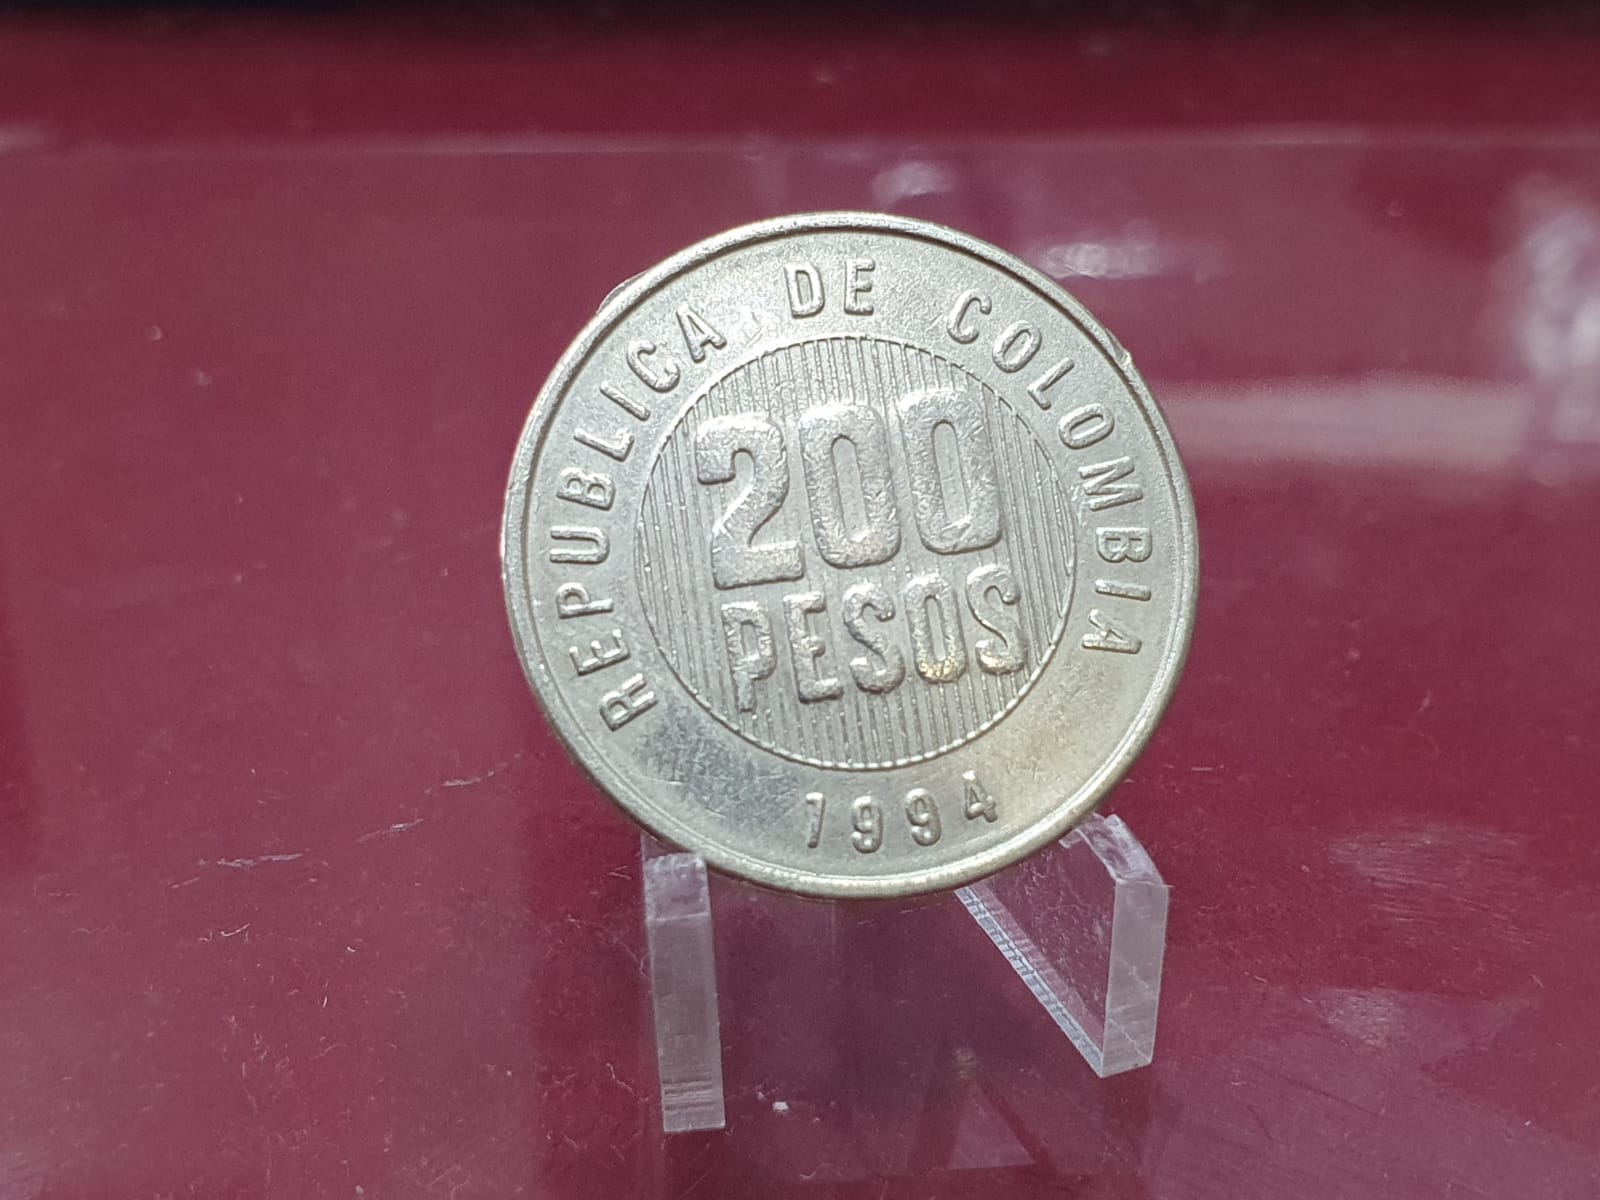 REPUBLICA DE COLOMBIA
200
PESOS
1994